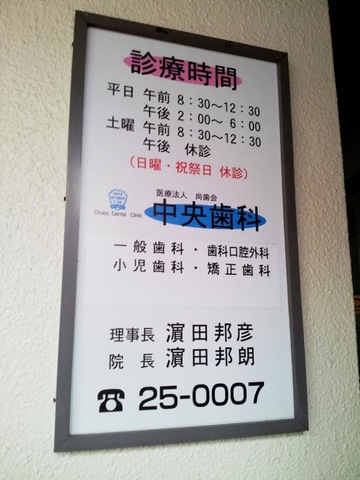 診療時間
平日 午前 8:30〜12:30
午後 2:00〜 6:00
土曜 午前 8:30〜12:30
午後 休診
(日曜・祝祭日 休診)
医療法人 尚歯会
Chuou Dental Clinic
中央歯科
一般歯科・歯科口腔外科
小児歯科・矯正歯科
理事長 濵田邦彦
院 長 濵田邦朗
☎ 25-0007